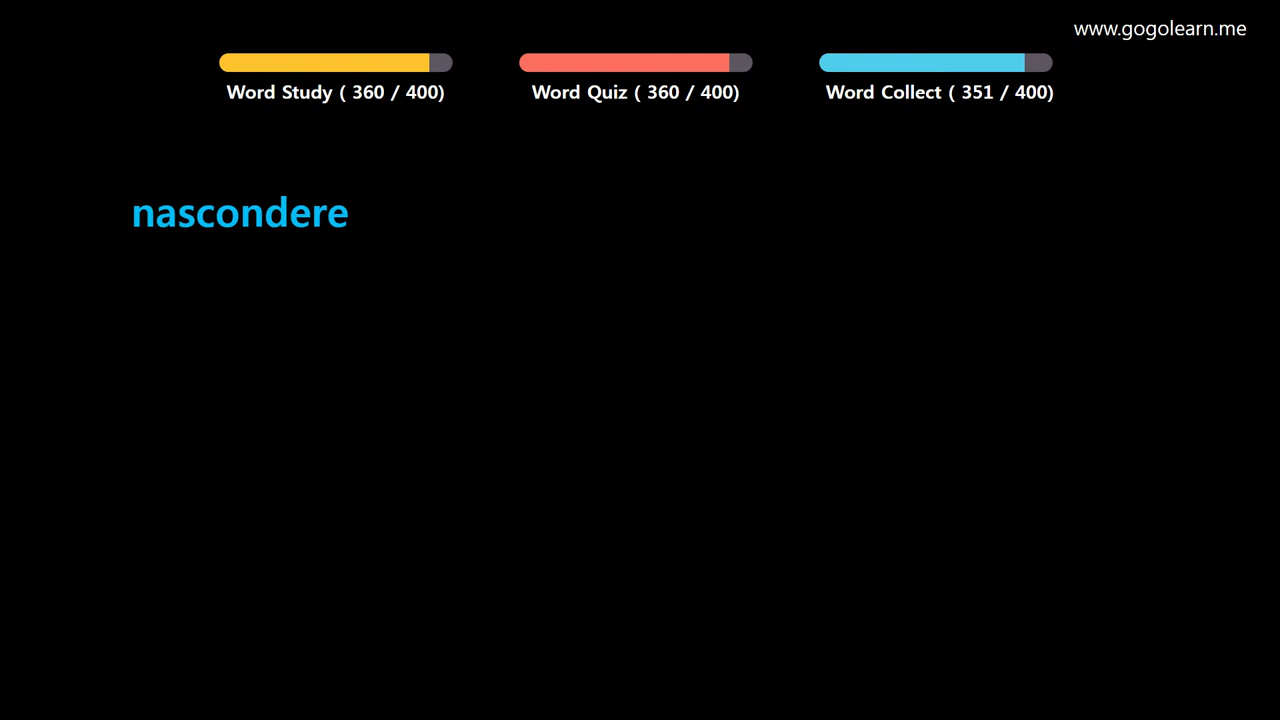 www.gogolearn.me
Word Study ( 360 / 400)
Word Quiz ( 360 / 400)
Word Collect ( 351 / 400)
nascondere